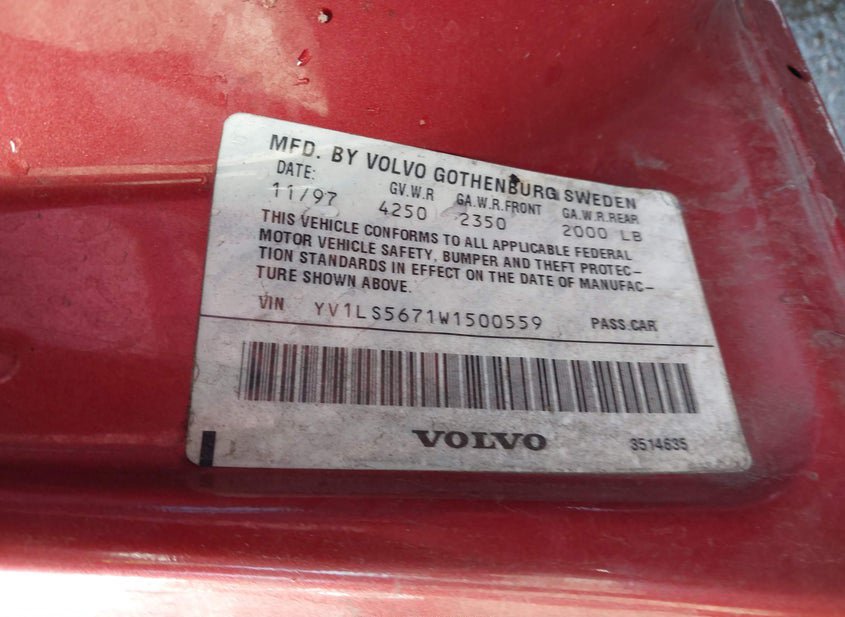 MFD. BY VOLVO GOTHENBURG SWEDEN
DATE: GV.W.R GA.W.R.FRONT GA.W.R.REAR
11/97 4250 2350 2000 LB
THIS VEHICLE CONFORMS TO ALL APPLICABLE FEDERAL
MOTOR VEHICLE SAFETY, BUMPER AND THEFT PROTEC–
TION STANDARDS IN EFFECT ON THE DATE OF MANUFAC–
TURE SHOWN ABOVE.
VIN YV1LS5671W1500559 PASS.CAR
VOLVO 3514635